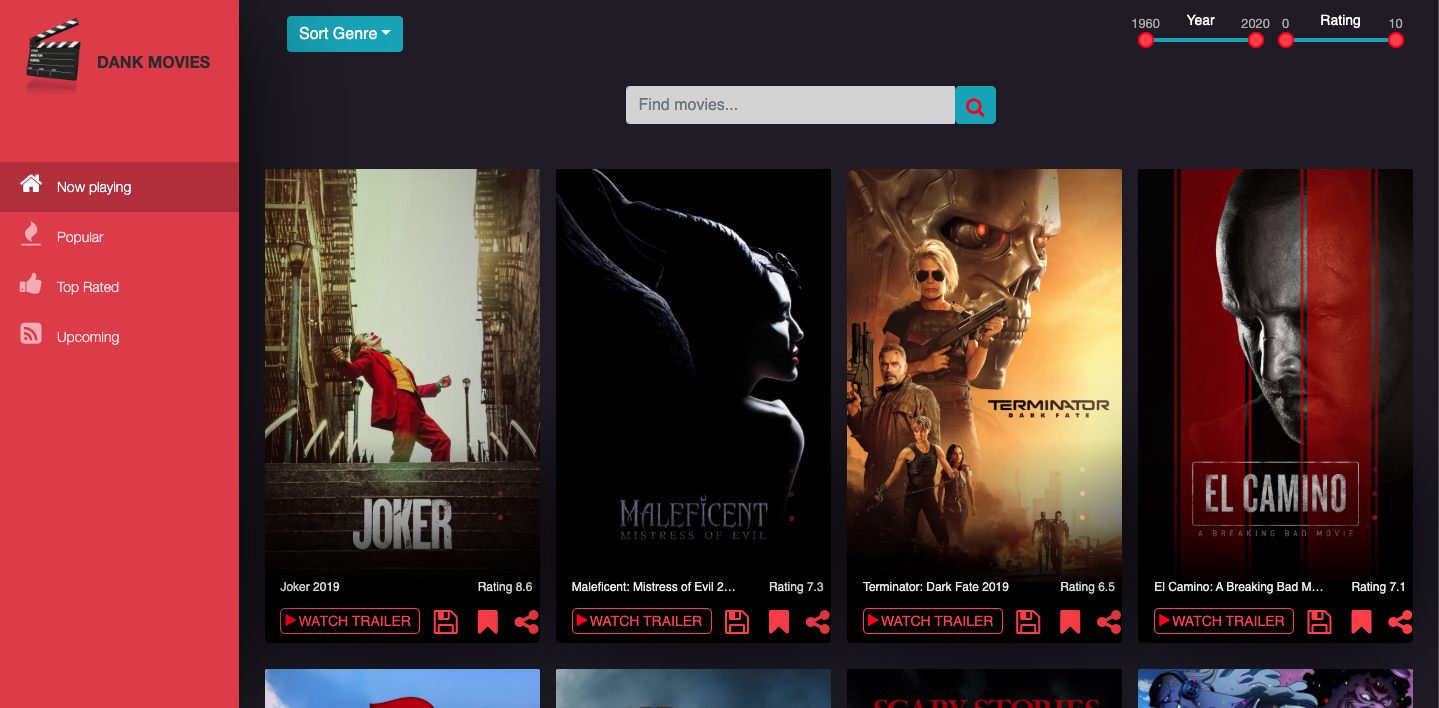 DANK MOVIES
Sort Genre
1960 Year 2020
0 Rating 10
Find movies...
Now playing
Popular
Top Rated
Upcoming
JOKER
Joker 2019 Rating 8.6
WATCH TRAILER
MALEFICENT
MISTRESS OF EVIL
Maleficent: Mistress of Evil 2... Rating 7.3
WATCH TRAILER
TERMINATOR
DARK FATE
Terminator: Dark Fate 2019 Rating 6.5
WATCH TRAILER
EL CAMINO
A BREAKING BAD MOVIE
El Camino: A Breaking Bad M... Rating 7.1
WATCH TRAILER
SCARY STORIES